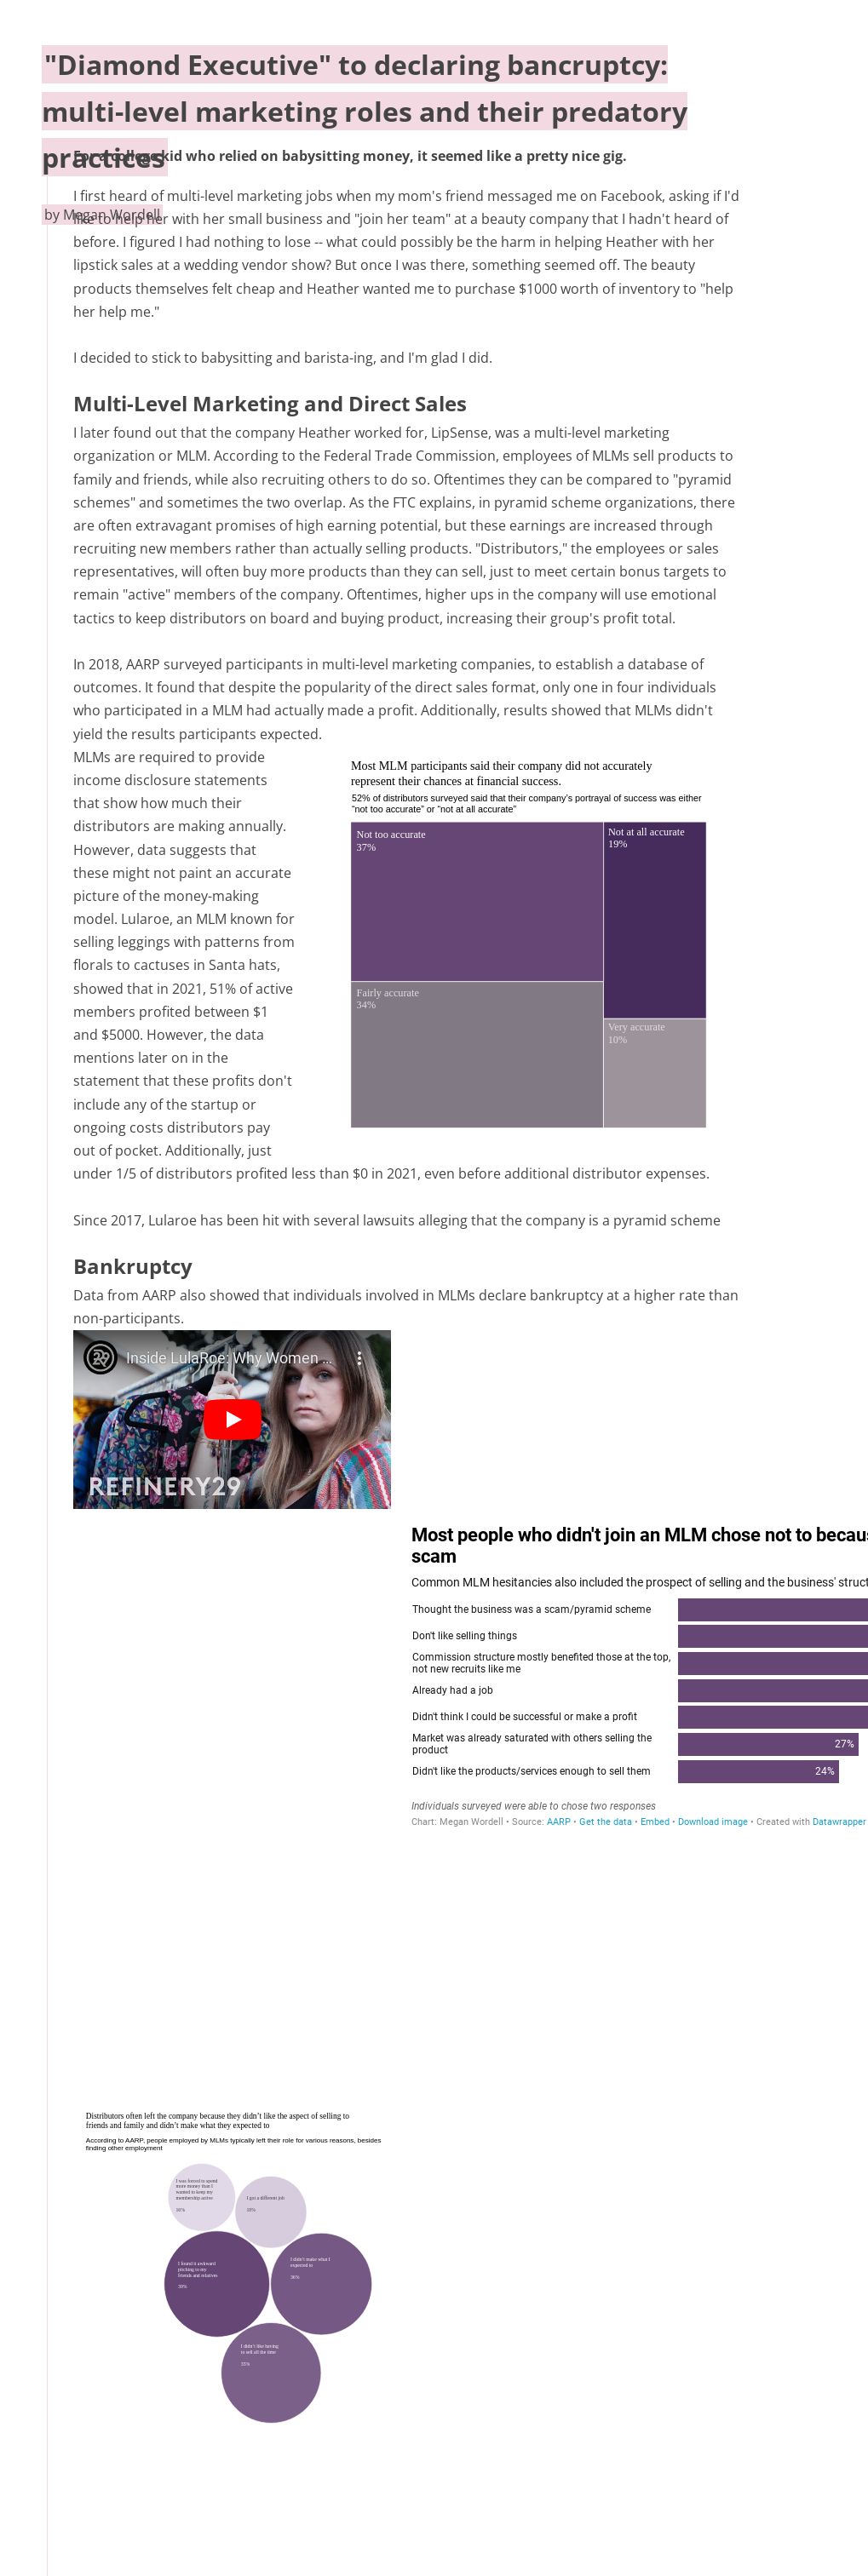 "Diamond Executive" to declaring bancruptcy:
multi-level marketing roles and their predatory
practices
For a college kid who relied on babysitting money, it seemed like a pretty nice gig.
by Megan Wordell
I first heard of multi-level marketing jobs when my mom's friend messaged me on Facebook, asking if I'd
like to help her with her small business and "join her team" at a beauty company that I hadn't heard of
before. I figured I had nothing to lose -- what could possibly be the harm in helping Heather with her
lipstick sales at a wedding vendor show? But once I was there, something seemed off. The beauty
products themselves felt cheap and Heather wanted me to purchase $1000 worth of inventory to "help
her help me."
I decided to stick to babysitting and barista-ing, and I'm glad I did.
Multi-Level Marketing and Direct Sales
I later found out that the company Heather worked for, LipSense, was a multi-level marketing
organization or MLM. According to the Federal Trade Commission, employees of MLMs sell products to
family and friends, while also recruiting others to do so. Oftentimes they can be compared to "pyramid
schemes" and sometimes the two overlap. As the FTC explains, in pyramid scheme organizations, there
are often extravagant promises of high earning potential, but these earnings are increased through
recruiting new members rather than actually selling products. "Distributors," the employees or sales
representatives, will often buy more products than they can sell, just to meet certain bonus targets to
remain "active" members of the company. Oftentimes, higher ups in the company will use emotional
tactics to keep distributors on board and buying product, increasing their group's profit total.
In 2018, AARP surveyed participants in multi-level marketing companies, to establish a database of
outcomes. It found that despite the popularity of the direct sales format, only one in four individuals
who participated in a MLM had actually made a profit. Additionally, results showed that MLMs didn't
yield the results participants expected.
MLMs are required to provide
income disclosure statements
that show how much their
distributors are making annually.
However, data suggests that
these might not paint an accurate
picture of the money-making
model. Lularoe, an MLM known for
selling leggings with patterns from
florals to cactuses in Santa hats,
showed that in 2021, 51% of active
members profited between $1
and $5000. However, the data
mentions later on in the
statement that these profits don't
include any of the startup or
ongoing costs distributors pay
out of pocket. Additionally, just
under 1/5 of distributors profited less than $0 in 2021, even before additional distributor expenses.
Most MLM participants said their company did not accurately
represent their chances at financial success.
52% of distributors surveyed said that their company's portrayal of success was either
"not too accurate" or "not at all accurate"
Not too accurate
37%
Not at all accurate
19%
Fairly accurate
34%
Very accurate
10%
Since 2017, Lularoe has been hit with several lawsuits alleging that the company is a pyramid scheme
Bankruptcy
Data from AARP also showed that individuals involved in MLMs declare bankruptcy at a higher rate than
non-participants.
29 Inside LulaRoe: Why Women ...
REFINERY29
Most people who didn't join an MLM chose not to becau
scam
Common MLM hesitancies also included the prospect of selling and the business' struct
Thought the business was a scam/pyramid scheme
Don't like selling things
Commission structure mostly benefited those at the top,
not new recruits like me
Already had a job
Didn't think I could be successful or make a profit
Market was already saturated with others selling the
product
27%
Didn't like the products/services enough to sell them
24%
Individuals surveyed were able to chose two responses
Chart: Megan Wordell • Source: AARP • Get the data • Embed • Download image • Created with Datawrapper
Distributors often left the company because they didn't like the aspect of selling to
friends and family and didn't make what they expected to
According to AARP, people employed by MLMs typically left their role for various reasons, besides
finding other employment
I was forced to spend
more money than I
wanted to keep my
membership active
I got a different job
I found it awkward
pitching to my
friends and relatives
I didn't make what I
expected to
I didn't like having
to sell all the time